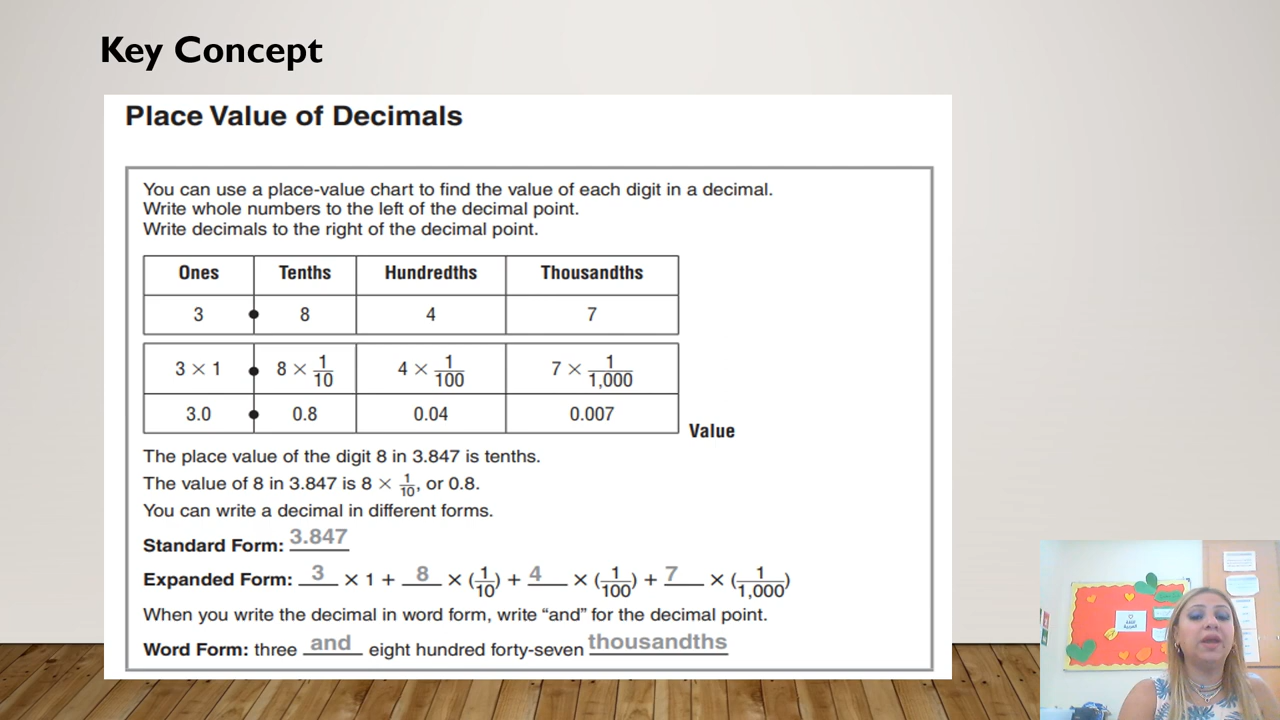 Key Concept
Place Value of Decimals
You can use a place-value chart to find the value of each digit in a decimal.
Write whole numbers to the left of the decimal point.
Write decimals to the right of the decimal point.
Ones Tenths Hundredths Thousandths
3 • 8 4 7
3 × 1 • 8 × 1/10 4 × 1/100 7 × 1/1,000
3.0 • 0.8 0.04 0.007
Value
The place value of the digit 8 in 3.847 is tenths.
The value of 8 in 3.847 is 8 × 1/10, or 0.8.
You can write a decimal in different forms.
Standard Form: 3.847
Expanded Form: 3 × 1 + 8 × (1/10) + 4 × (1/100) + 7 × (1/1,000)
When you write the decimal in word form, write “and” for the decimal point.
Word Form: three and eight hundred forty-seven thousandths